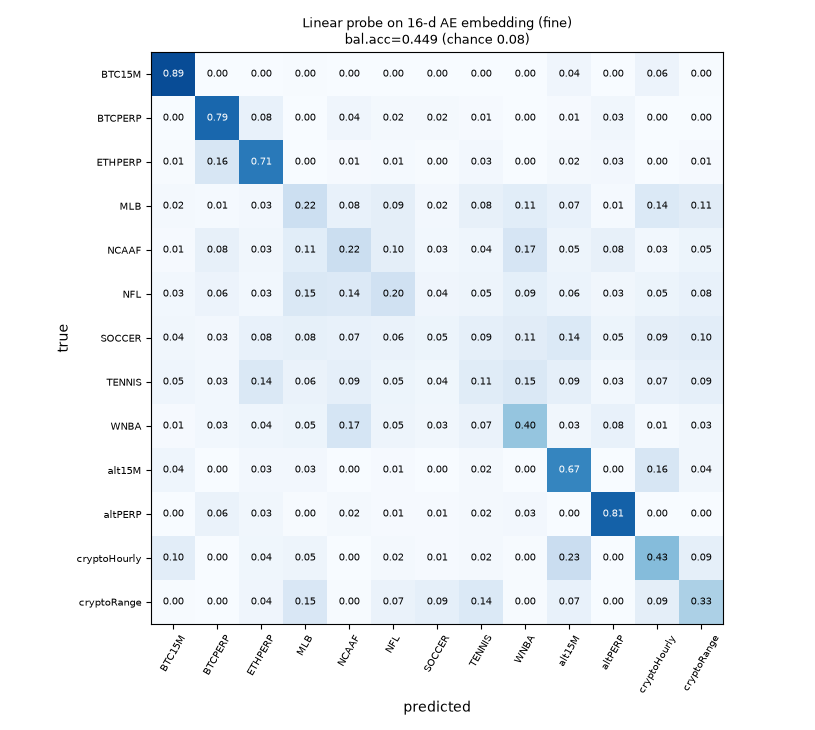 Linear probe on 16-d AE embedding (fine)
bal.acc=0.449 (chance 0.08)
true
BTC15M 0.89 0.00 0.00 0.00 0.00 0.00 0.00 0.00 0.00 0.04 0.00 0.06 0.00
BTCPERP 0.00 0.79 0.08 0.00 0.04 0.02 0.02 0.01 0.00 0.01 0.03 0.00 0.00
ETHPERP 0.01 0.16 0.71 0.00 0.01 0.01 0.00 0.03 0.00 0.02 0.03 0.00 0.01
MLB 0.02 0.01 0.03 0.22 0.08 0.09 0.02 0.08 0.11 0.07 0.01 0.14 0.11
NCAAF 0.01 0.08 0.03 0.11 0.22 0.10 0.03 0.04 0.17 0.05 0.08 0.03 0.05
NFL 0.03 0.06 0.03 0.15 0.14 0.20 0.04 0.05 0.09 0.06 0.03 0.05 0.08
SOCCER 0.04 0.03 0.08 0.08 0.07 0.06 0.05 0.09 0.11 0.14 0.05 0.09 0.10
TENNIS 0.05 0.03 0.14 0.06 0.09 0.05 0.04 0.11 0.15 0.09 0.03 0.07 0.09
WNBA 0.01 0.03 0.04 0.05 0.17 0.05 0.03 0.07 0.40 0.03 0.08 0.01 0.03
alt15M 0.04 0.00 0.03 0.03 0.00 0.01 0.00 0.02 0.00 0.67 0.00 0.16 0.04
altPERP 0.00 0.06 0.03 0.00 0.02 0.01 0.01 0.02 0.03 0.00 0.81 0.00 0.00
cryptoHourly 0.10 0.00 0.04 0.05 0.00 0.02 0.01 0.02 0.00 0.23 0.00 0.43 0.09
cryptoRange 0.00 0.00 0.04 0.15 0.00 0.07 0.09 0.14 0.00 0.07 0.00 0.09 0.33
BTC15M BTCPERP ETHPERP MLB NCAAF NFL SOCCER TENNIS WNBA alt15M altPERP cryptoHourly cryptoRange
predicted